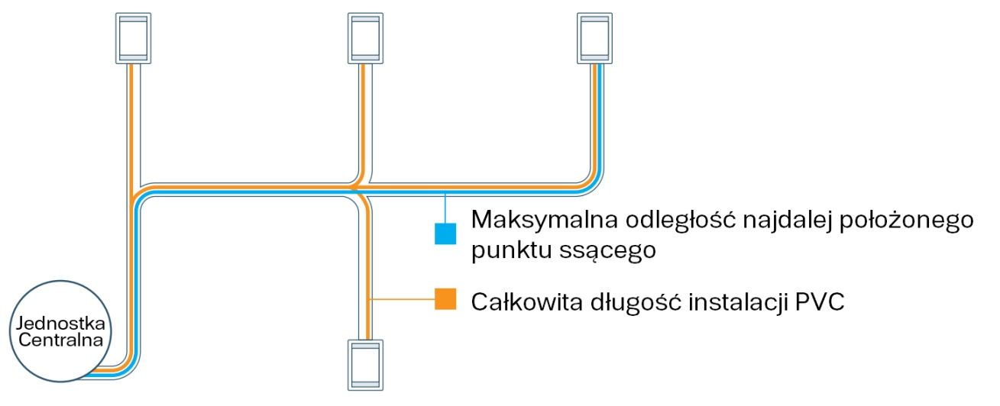 Maksymalna odległość najdalej położonego
punktu ssącego
Całkowita długość instalacji PVC
Jednostka
Centralna